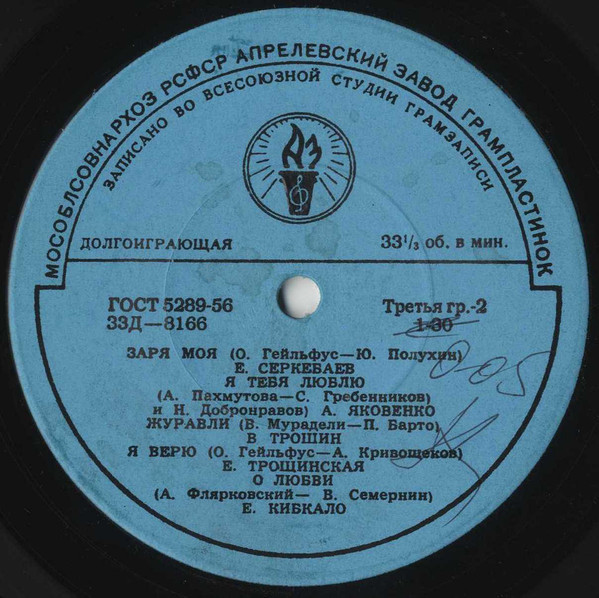 МОСОБЛСОВНАРХОЗ РСФСР АПРЕЛЕВСКИЙ ЗАВОД ГРАМПЛАСТИНОК
ЗАПИСАНО ВО ВСЕСОЮЗНОЙ СТУДИИ ГРАМЗАПИСИ
АЗ
ДОЛГОИГРАЮЩАЯ 33⅓ об. в мин.
ГОСТ 5289-56 Третья гр.-2
33Д—8166 1-30
0-05
ЗАРЯ МОЯ (О. Гейльфус—Ю. Полухин)
Е. СЕРКЕБАЕВ
Я ТЕБЯ ЛЮБЛЮ
(А. Пахмутова—С. Гребенников)
и Н. Добронравов) А. ЯКОВЕНКО
ЖУРАВЛИ (В. Мурадели—П. Барто)
В ТРОШИН
Я ВЕРЮ (О. Гейльфус—А. Кривощеков)
Е. ТРОЩИНСКАЯ
О ЛЮБВИ
(А. Флярковский— В. Семернин)
Е. КИБКАЛО